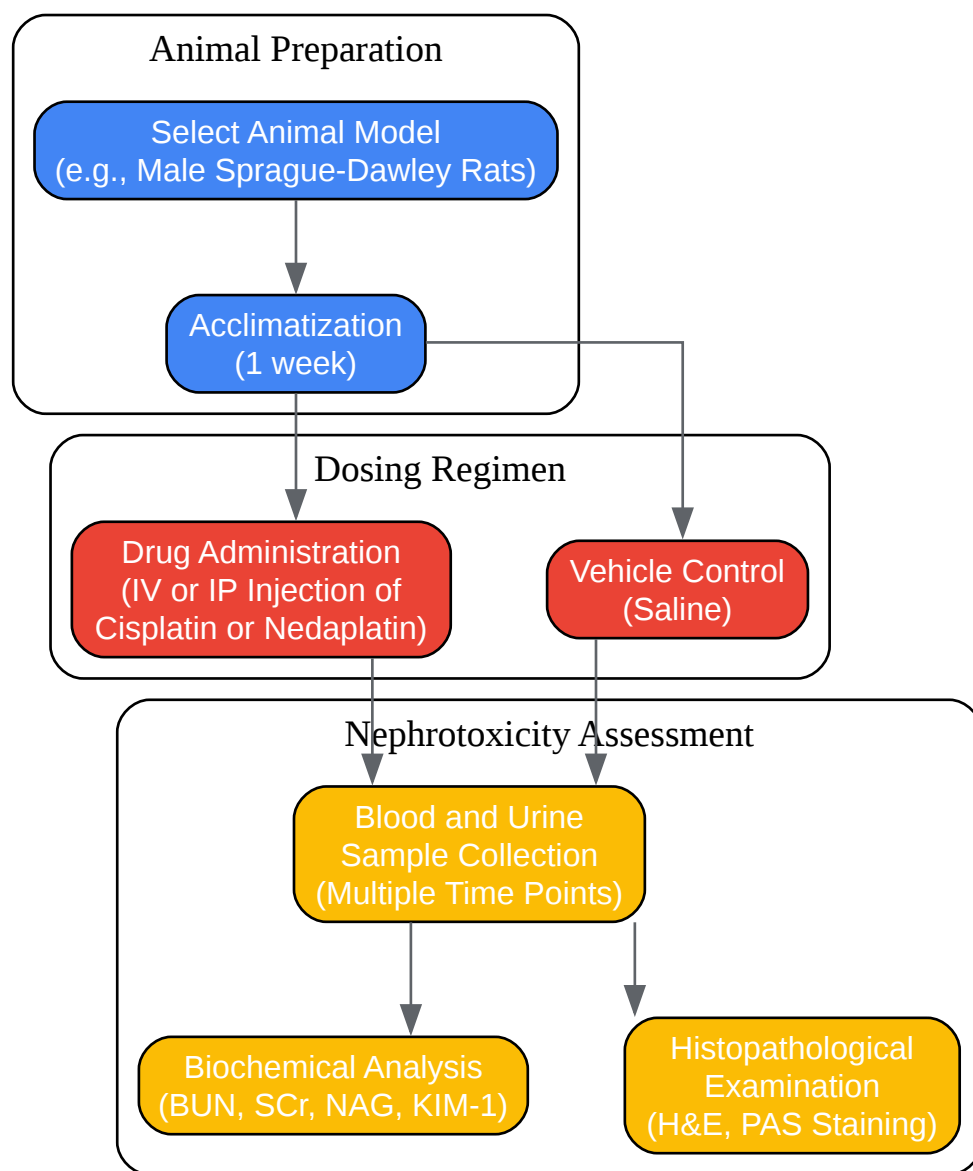 Animal Preparation
Select Animal Model
(e.g., Male Sprague-Dawley Rats)
Acclimatization
(1 week)
Dosing Regimen
Drug Administration
(IV or IP Injection of
Cisplatin or Nedaplatin)
Vehicle Control
(Saline)
Nephrotoxicity Assessment
Blood and Urine
Sample Collection
(Multiple Time Points)
Biochemical Analysis
(BUN, SCr, NAG, KIM-1)
Histopathological
Examination
(H&E, PAS Staining)